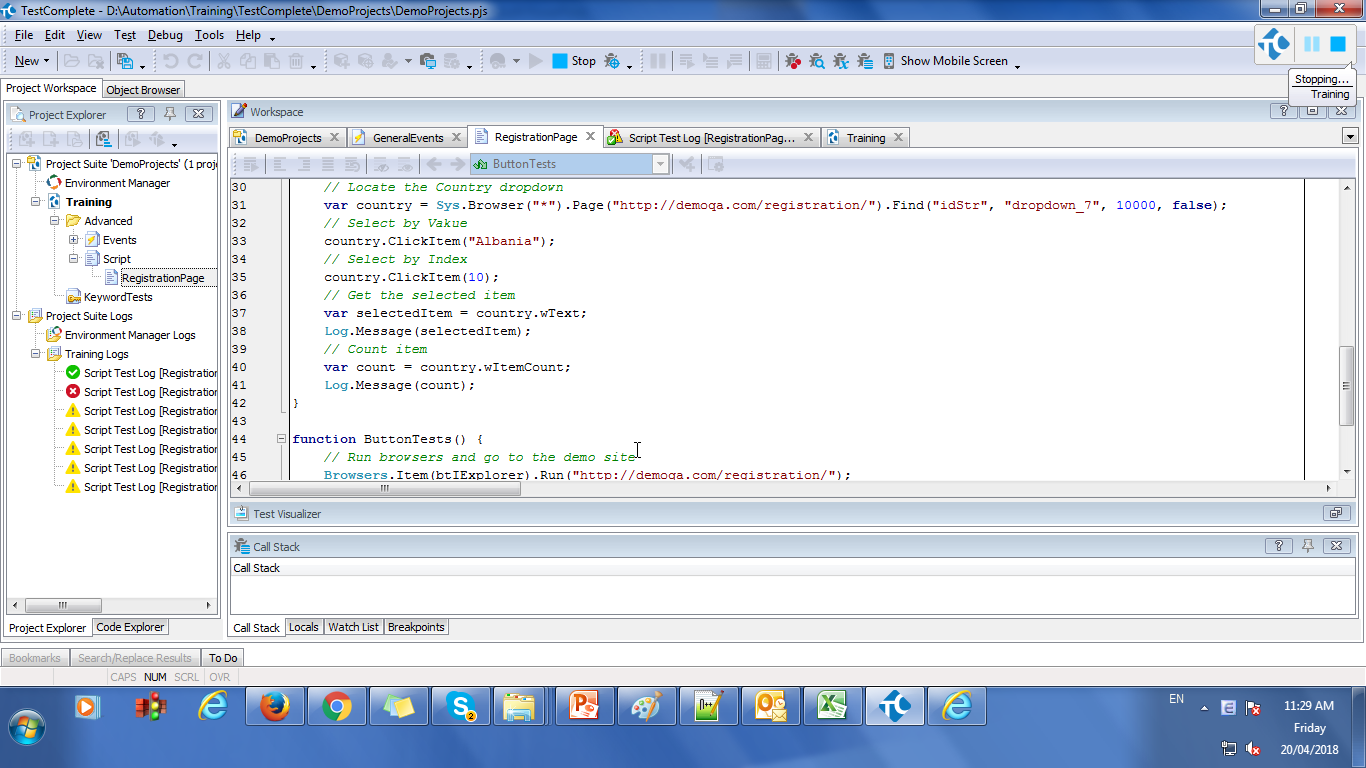 TestComplete - D:\Automation\Training\TestComplete\DemoProjects\DemoProjects.pjs
File Edit View Test Debug Tools Help
New Stop Show Mobile Screen
Stopping...
Training
Project Workspace Object Browser
Project Explorer ?
Workspace ?
DemoProjects GeneralEvents RegistrationPage Script Test Log [RegistrationPag... Training
ButtonTests
Project Suite 'DemoProjects' (1 proj
Environment Manager
Training
Advanced
Events
Script
RegistrationPage
KeywordTests
Project Suite Logs
Environment Manager Logs
Training Logs
Script Test Log [Registration
Script Test Log [Registration
Script Test Log [Registration
Script Test Log [Registration
Script Test Log [Registration
Script Test Log [Registration
Script Test Log [Registration
30 // Locate the Country dropdown
31 var country = Sys.Browser("*").Page("http://demoqa.com/registration/").Find("idStr", "dropdown_7", 10000, false);
32 // Select by Vakue
33 country.ClickItem("Albania");
34 // Select by Index
35 country.ClickItem(10);
36 // Get the selected item
37 var selectedItem = country.wText;
38 Log.Message(selectedItem);
39 // Count item
40 var count = country.wItemCount;
41 Log.Message(count);
42 }
43
44 function ButtonTests() {
45 // Run browsers and go to the demo site
46 Browsers.Item(btIExplorer).Run("http://demoqa.com/registration/");
Test Visualizer
Call Stack ?
Call Stack
Project Explorer Code Explorer
Call Stack Locals Watch List Breakpoints
Bookmarks Search/Replace Results To Do
CAPS NUM SCRL OVR
EN
11:29 AM
Friday
20/04/2018